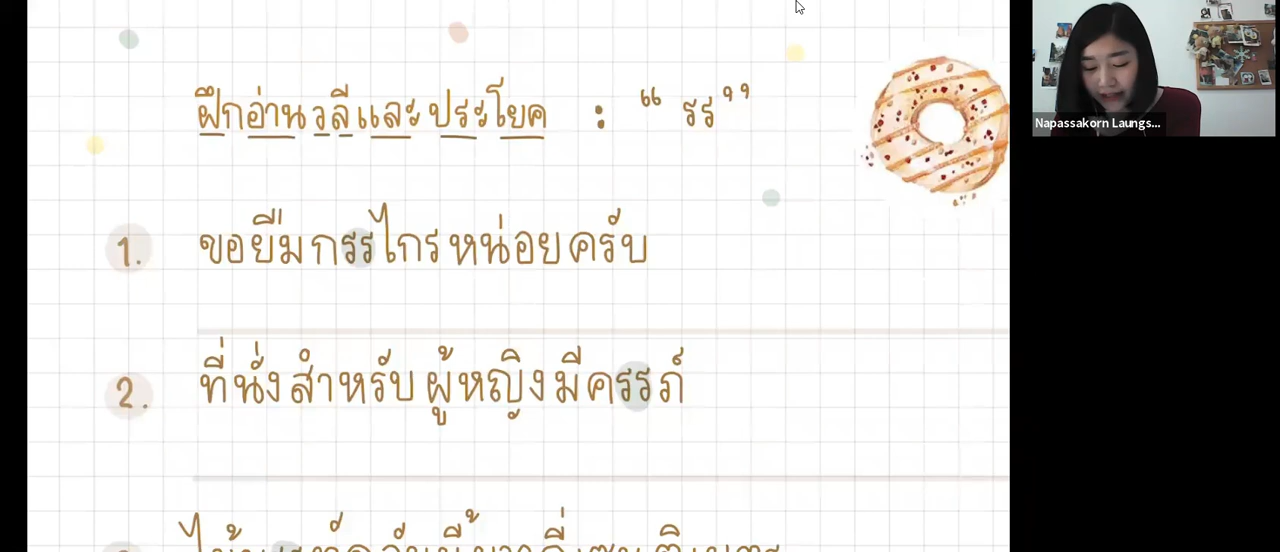 ฝึกอ่านวลีและประโยค : “ รร ”
Napassakorn Laungs...
1. ขอยืมกรรไกรหน่อยครับ
2. ที่นั่งสำหรับผู้หญิงมีครรภ์